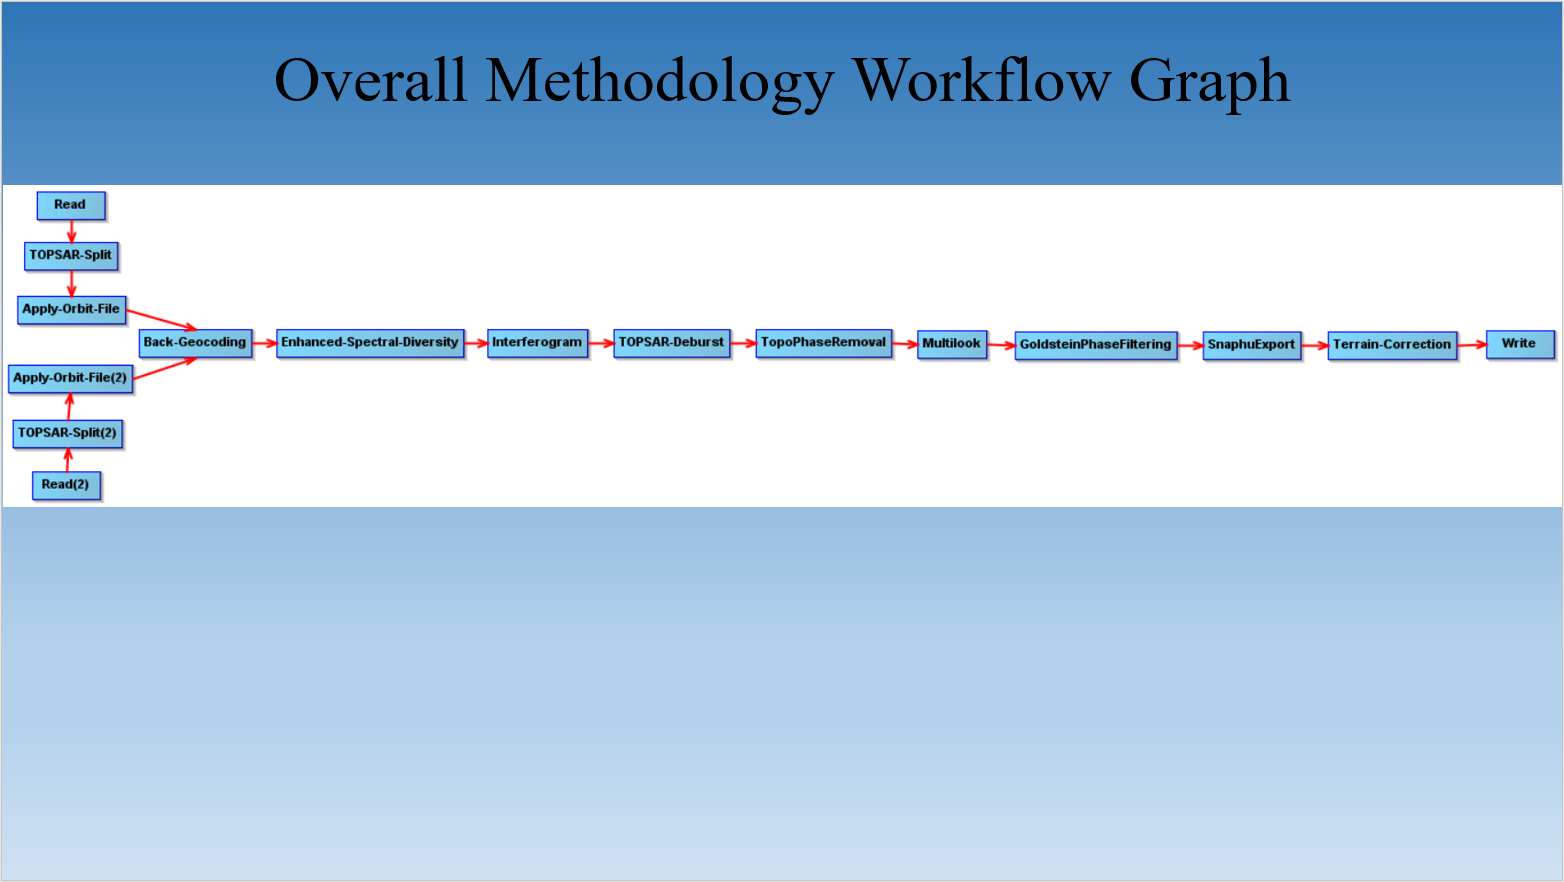 Overall Methodology Workflow Graph
Read
TOPSAR-Split
Apply-Orbit-File
Back-Geocoding
Enhanced-Spectral-Diversity
Interferogram
TOPSAR-Deburst
TopoPhaseRemoval
Multilook
GoldsteinPhaseFiltering
SnaphuExport
Terrain-Correction
Write
Apply-Orbit-File(2)
TOPSAR-Split(2)
Read(2)